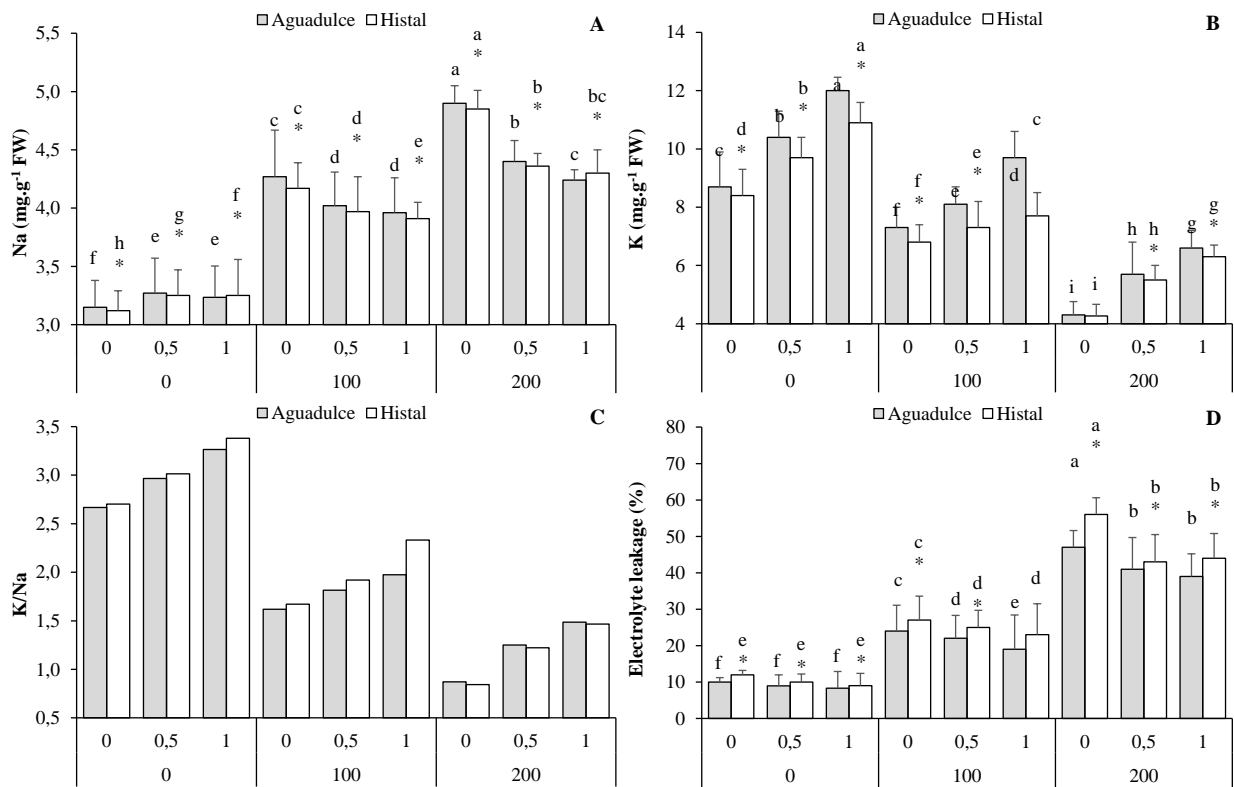 Aguadulce Histal
A
Na (mg.g⁻¹ FW)
5,5
5,0
4,5
4,0
3,5
3,0
f h * e g * e f *
c c * d d * d e *
a a * b b * c bc *
0 0,5 1 0 0,5 1 0 0,5 1
0 100 200
Aguadulce Histal
B
K (mg.g⁻¹ FW)
14
12
10
8
6
4
c d * b b * a a *
f f * e e * d c
i i h h * g g *
0 0,5 1 0 0,5 1 0 0,5 1
0 100 200
Aguadulce Histal
C
K/Na
3,5
3,0
2,5
2,0
1,5
1,0
0,5
0 0,5 1 0 0,5 1 0 0,5 1
0 100 200
Aguadulce Histal
D
Electrolyte leakage (%)
80
70
60
50
40
30
20
10
0
f e * f e * f e *
c c * d d * e d
a a * b b * b b *
0 0,5 1 0 0,5 1 0 0,5 1
0 100 200